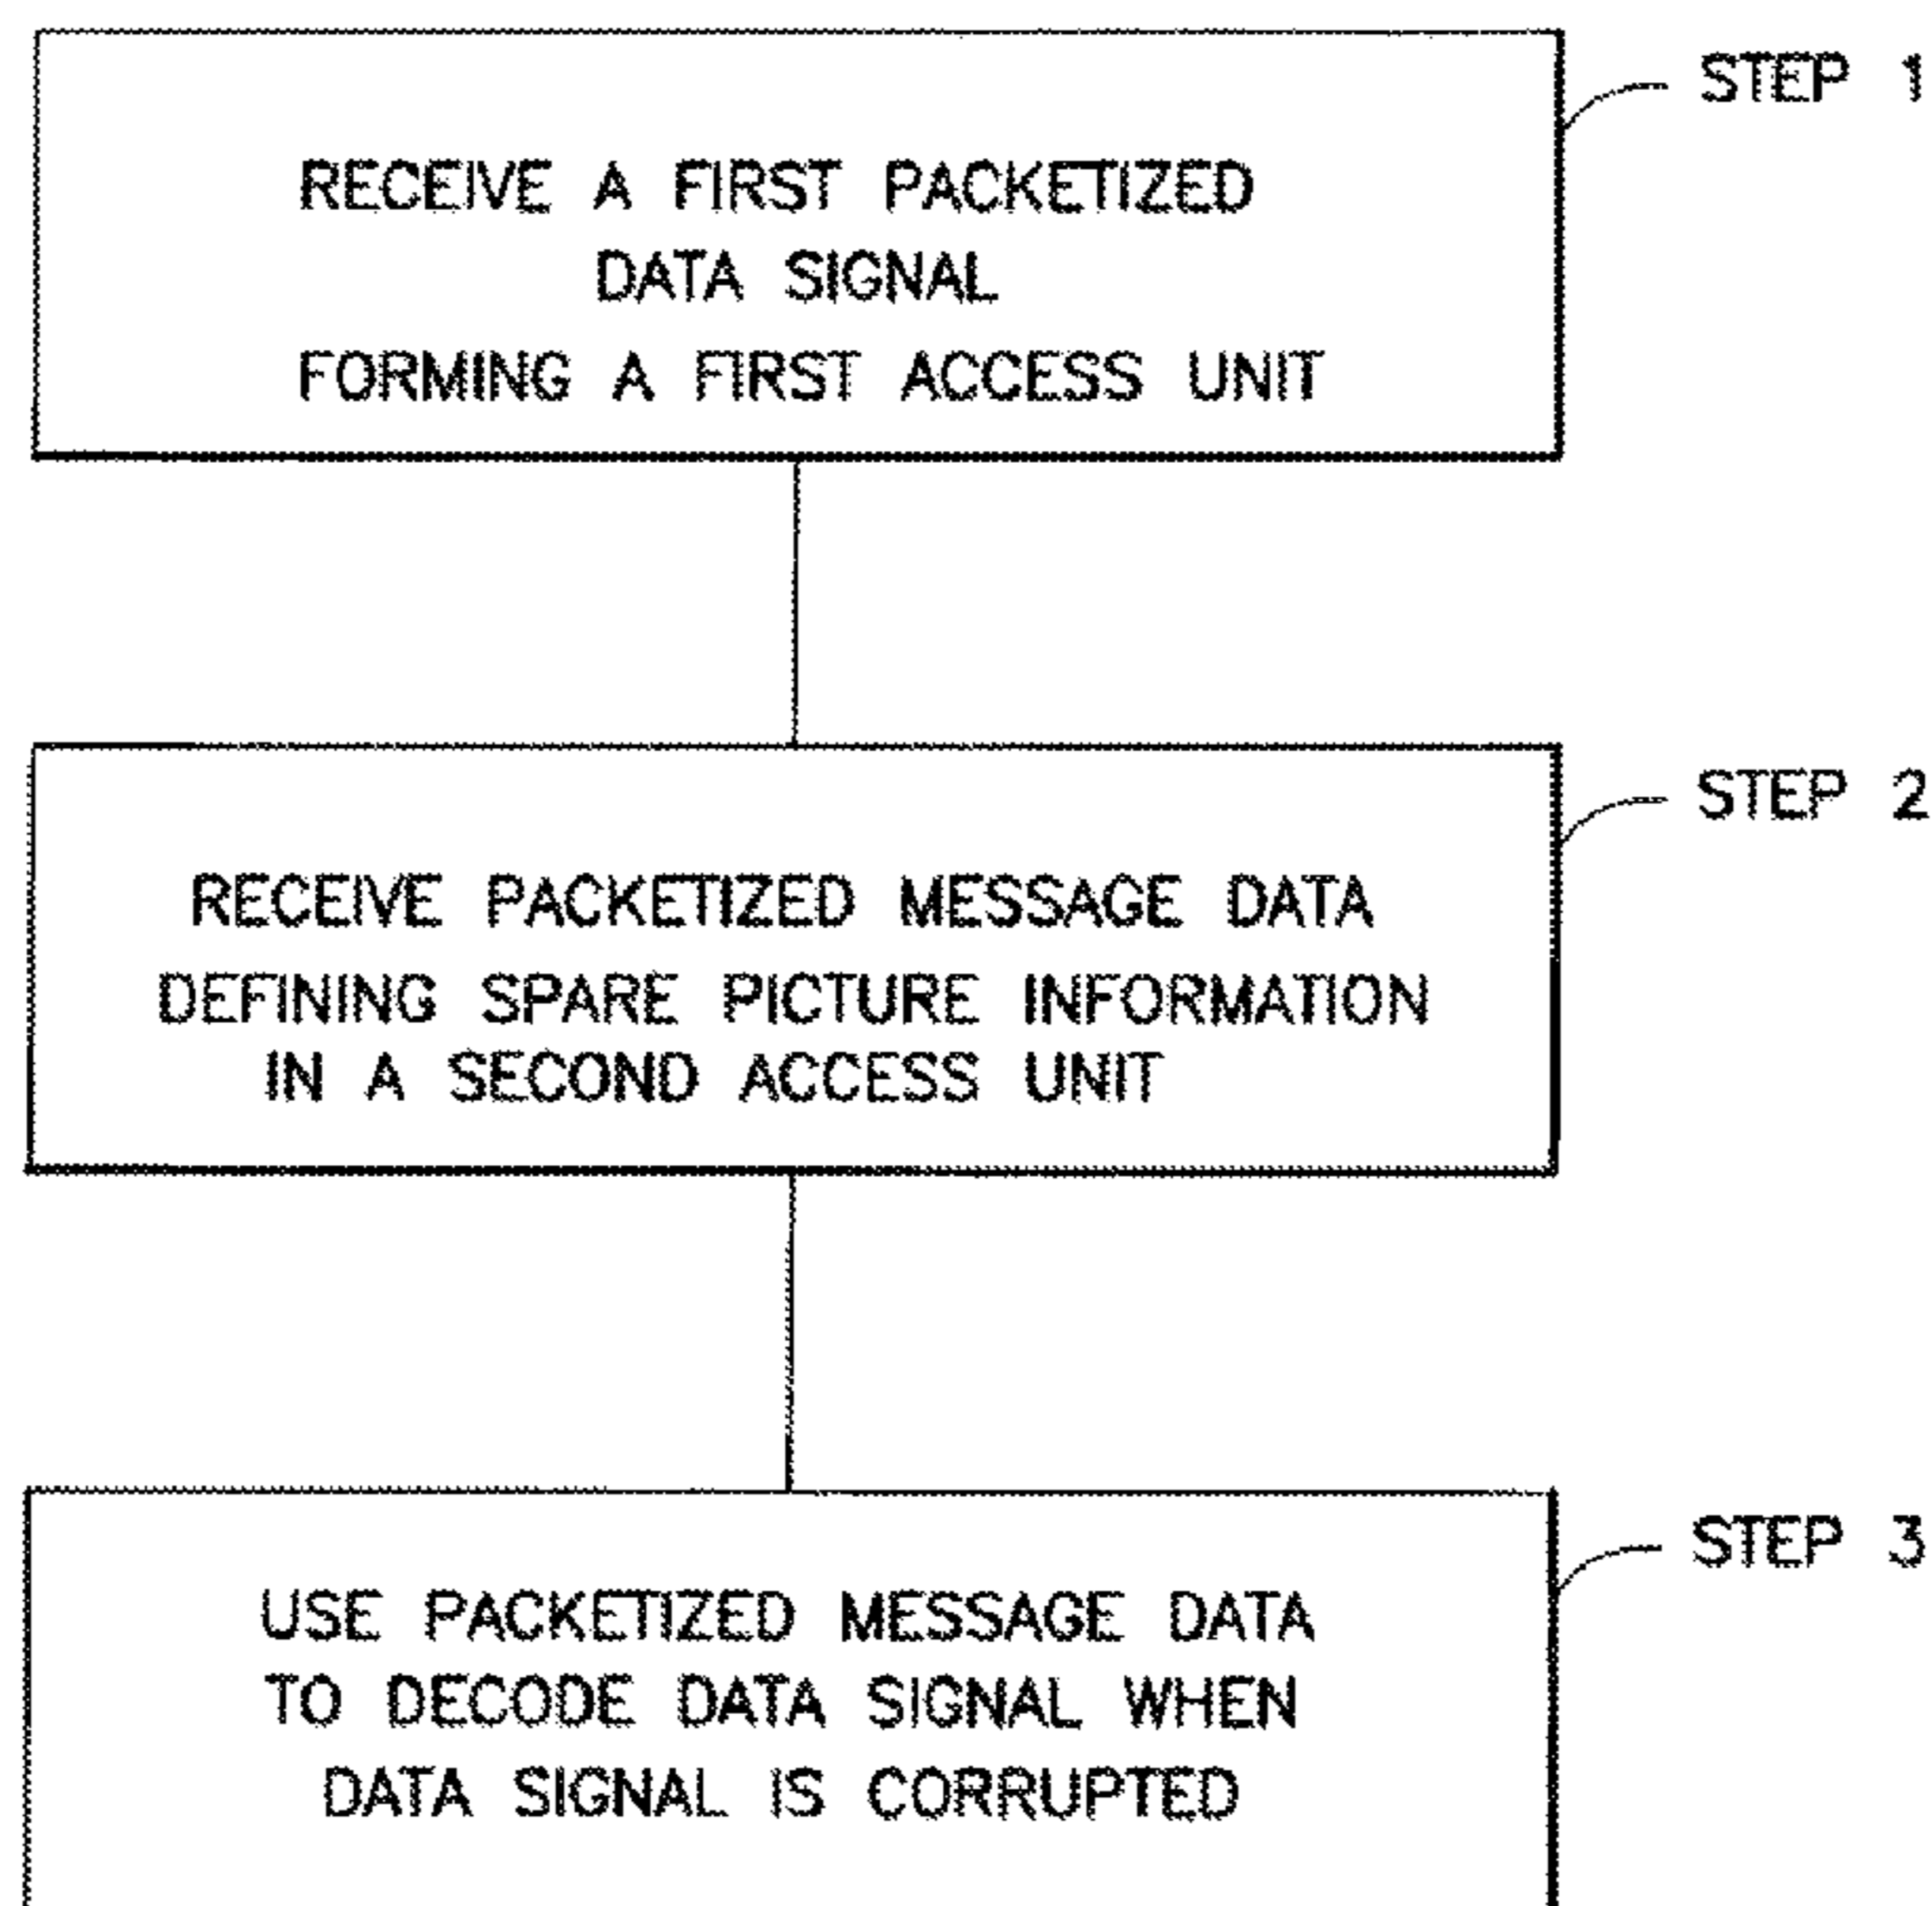 STEP 1
RECEIVE A FIRST PACKETIZED
DATA SIGNAL
FORMING A FIRST ACCESS UNIT
STEP 2
RECEIVE PACKETIZED MESSAGE DATA
DEFINING SPARE PICTURE INFORMATION
IN A SECOND ACCESS UNIT
STEP 3
USE PACKETIZED MESSAGE DATA
TO DECODE DATA SIGNAL WHEN
DATA SIGNAL IS CORRUPTED